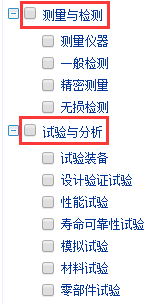 测量与检测
测量仪器
一般检测
精密测量
无损检测
试验与分析
试验装备
设计验证试验
性能试验
寿命可靠性试验
模拟试验
材料试验
零部件试验